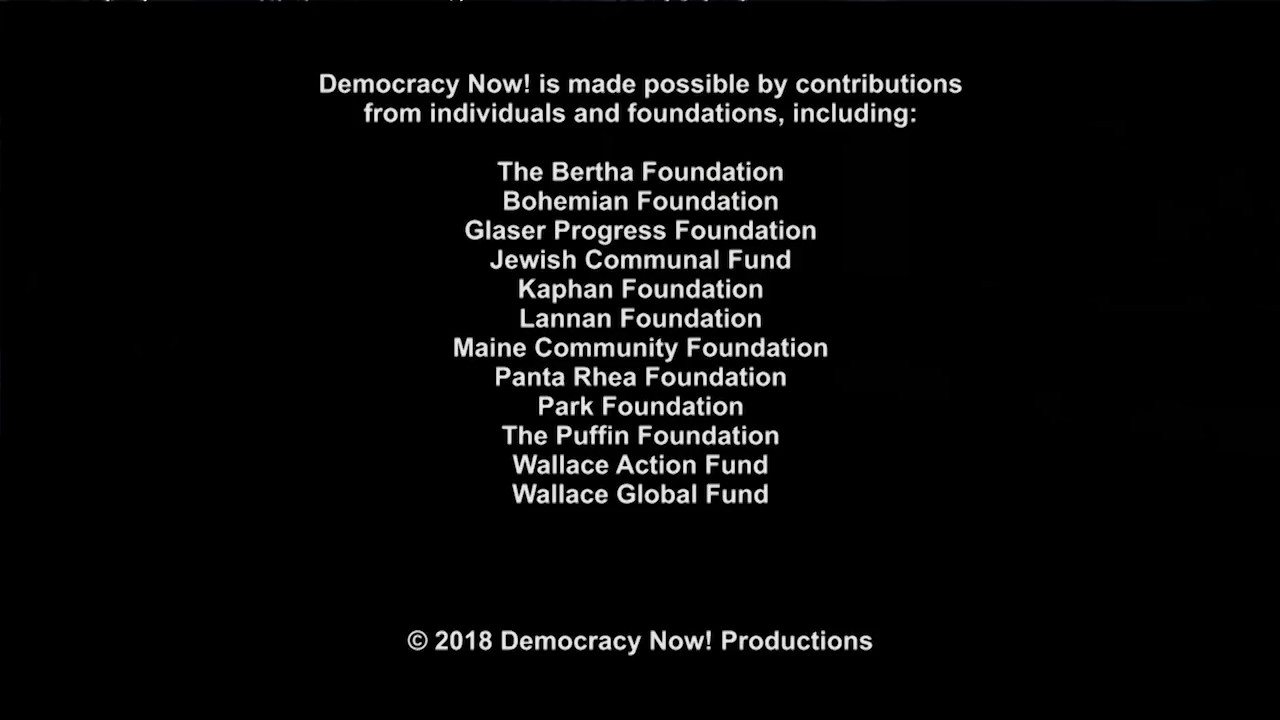 Democracy Now! is made possible by contributions
from individuals and foundations, including:
The Bertha Foundation
Bohemian Foundation
Glaser Progress Foundation
Jewish Communal Fund
Kaphan Foundation
Lannan Foundation
Maine Community Foundation
Panta Rhea Foundation
Park Foundation
The Puffin Foundation
Wallace Action Fund
Wallace Global Fund
© 2018 Democracy Now! Productions